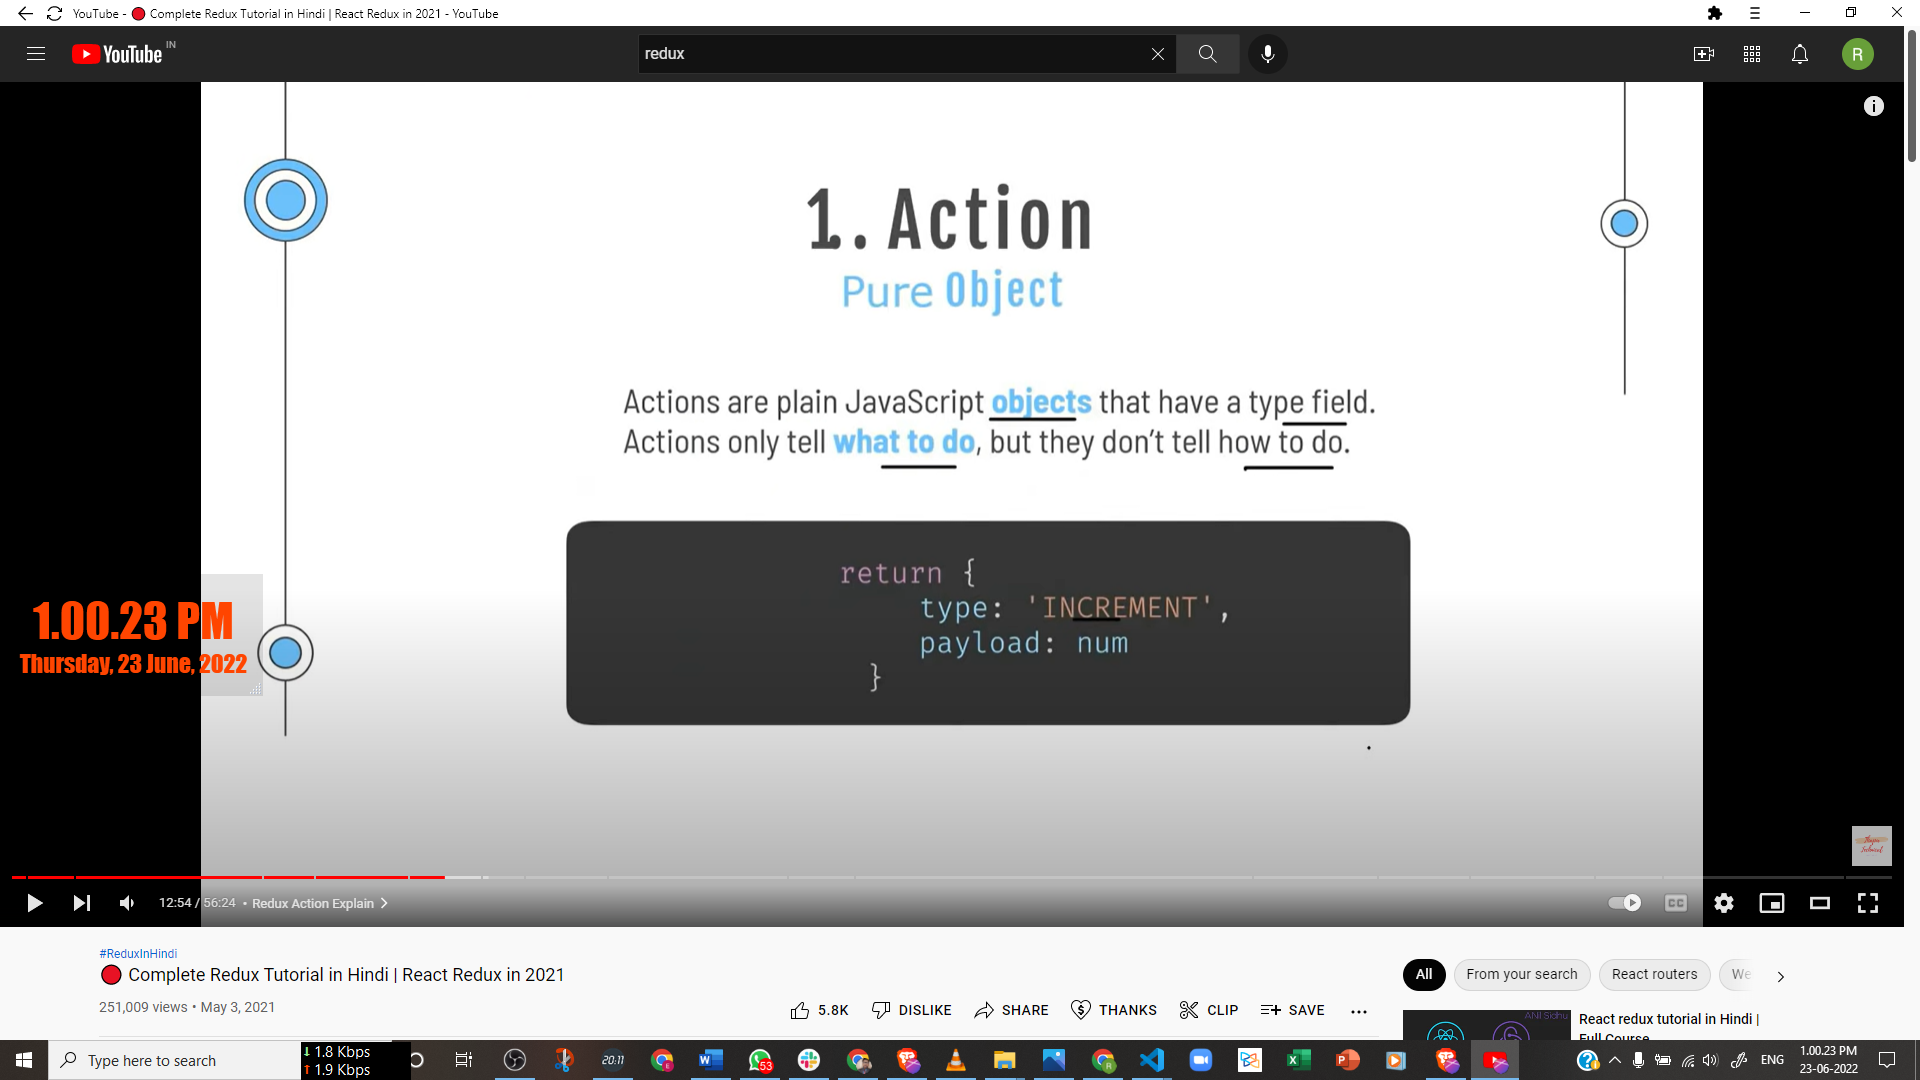 YouTube - 🔴 Complete Redux Tutorial in Hindi | React Redux in 2021 - YouTube
YouTube IN
redux
R
1. Action
Pure Object
Actions are plain JavaScript objects that have a type field.
Actions only tell what to do, but they don't tell how to do.
return {
type: 'INCREMENT',
payload: num
}
1.00.23 PM
Thursday, 23 June, 2022
12:54 / 56:24 • Redux Action Explain
CC
#ReduxInHindi
🔴 Complete Redux Tutorial in Hindi | React Redux in 2021
251,009 views • May 3, 2021
5.8K DISLIKE SHARE THANKS CLIP SAVE
All From your search React routers We
ANil Sidhu
React redux tutorial in Hindi |
Full Course
Type here to search
1.8 Kbps
1.9 Kbps
20:11
53
ENG
1.00.23 PM
23-06-2022